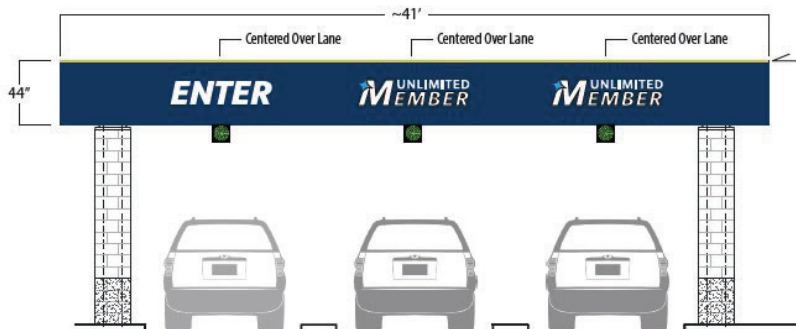 ~41'
Centered Over Lane
Centered Over Lane
Centered Over Lane
44"
ENTER
UNLIMITED
MEMBER
UNLIMITED
MEMBER